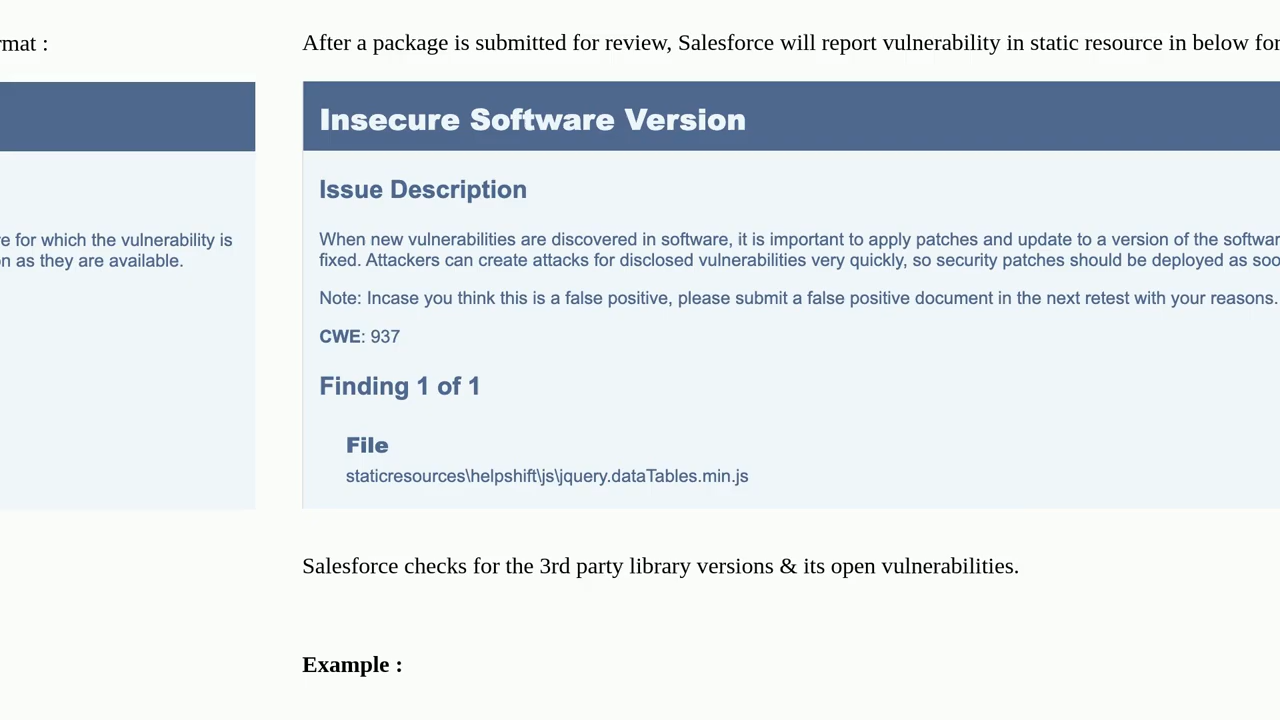 rmat :
re for which the vulnerability is
n as they are available.
After a package is submitted for review, Salesforce will report vulnerability in static resource in below for
Insecure Software Version
Issue Description
When new vulnerabilities are discovered in software, it is important to apply patches and update to a version of the softwar
fixed. Attackers can create attacks for disclosed vulnerabilities very quickly, so security patches should be deployed as soo
Note: Incase you think this is a false positive, please submit a false positive document in the next retest with your reasons.
CWE: 937
Finding 1 of 1
File
staticresources\helpshift\js\jquery.dataTables.min.js
Salesforce checks for the 3rd party library versions & its open vulnerabilities.
Example :